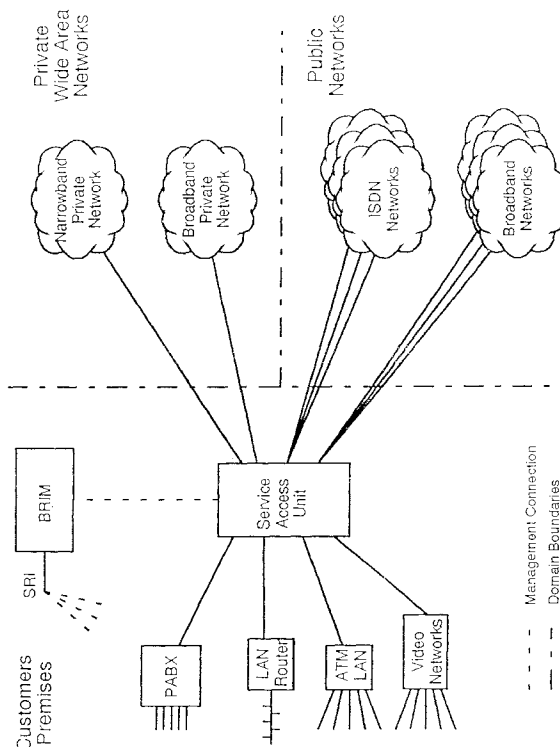 Customers
Premises
SRI
BRIM
PABX
LAN
Router
ATM
LAN
Video
Networks
Service
Access
Unit
Narrowband
Private
Network
Broadband
Private
Network
ISDN
Networks
Broadband
Networks
Private
Wide Area
Networks
Public
Networks
Management Connection
Domain Boundaries